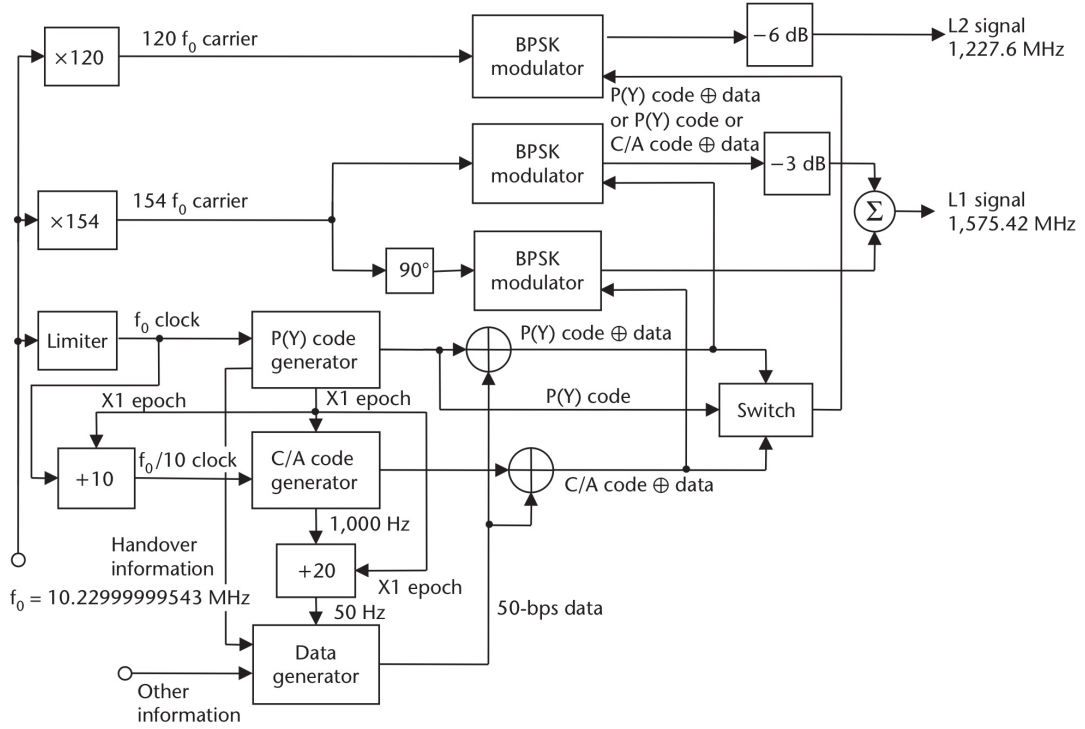 ×120
120 f0 carrier
BPSK
modulator
−6 dB
L2 signal
1,227.6 MHz
P(Y) code ⊕ data
or P(Y) code or
C/A code ⊕ data
×154
154 f0 carrier
BPSK
modulator
−3 dB
Σ
L1 signal
1,575.42 MHz
90°
BPSK
modulator
Limiter
f0 clock
P(Y) code
generator
P(Y) code ⊕ data
X1 epoch
X1 epoch
P(Y) code
Switch
+10
f0/10 clock
C/A code
generator
C/A code ⊕ data
1,000 Hz
Handover
information
+20
X1 epoch
f0 = 10.22999999543 MHz
50 Hz
50-bps data
Data
generator
Other
information